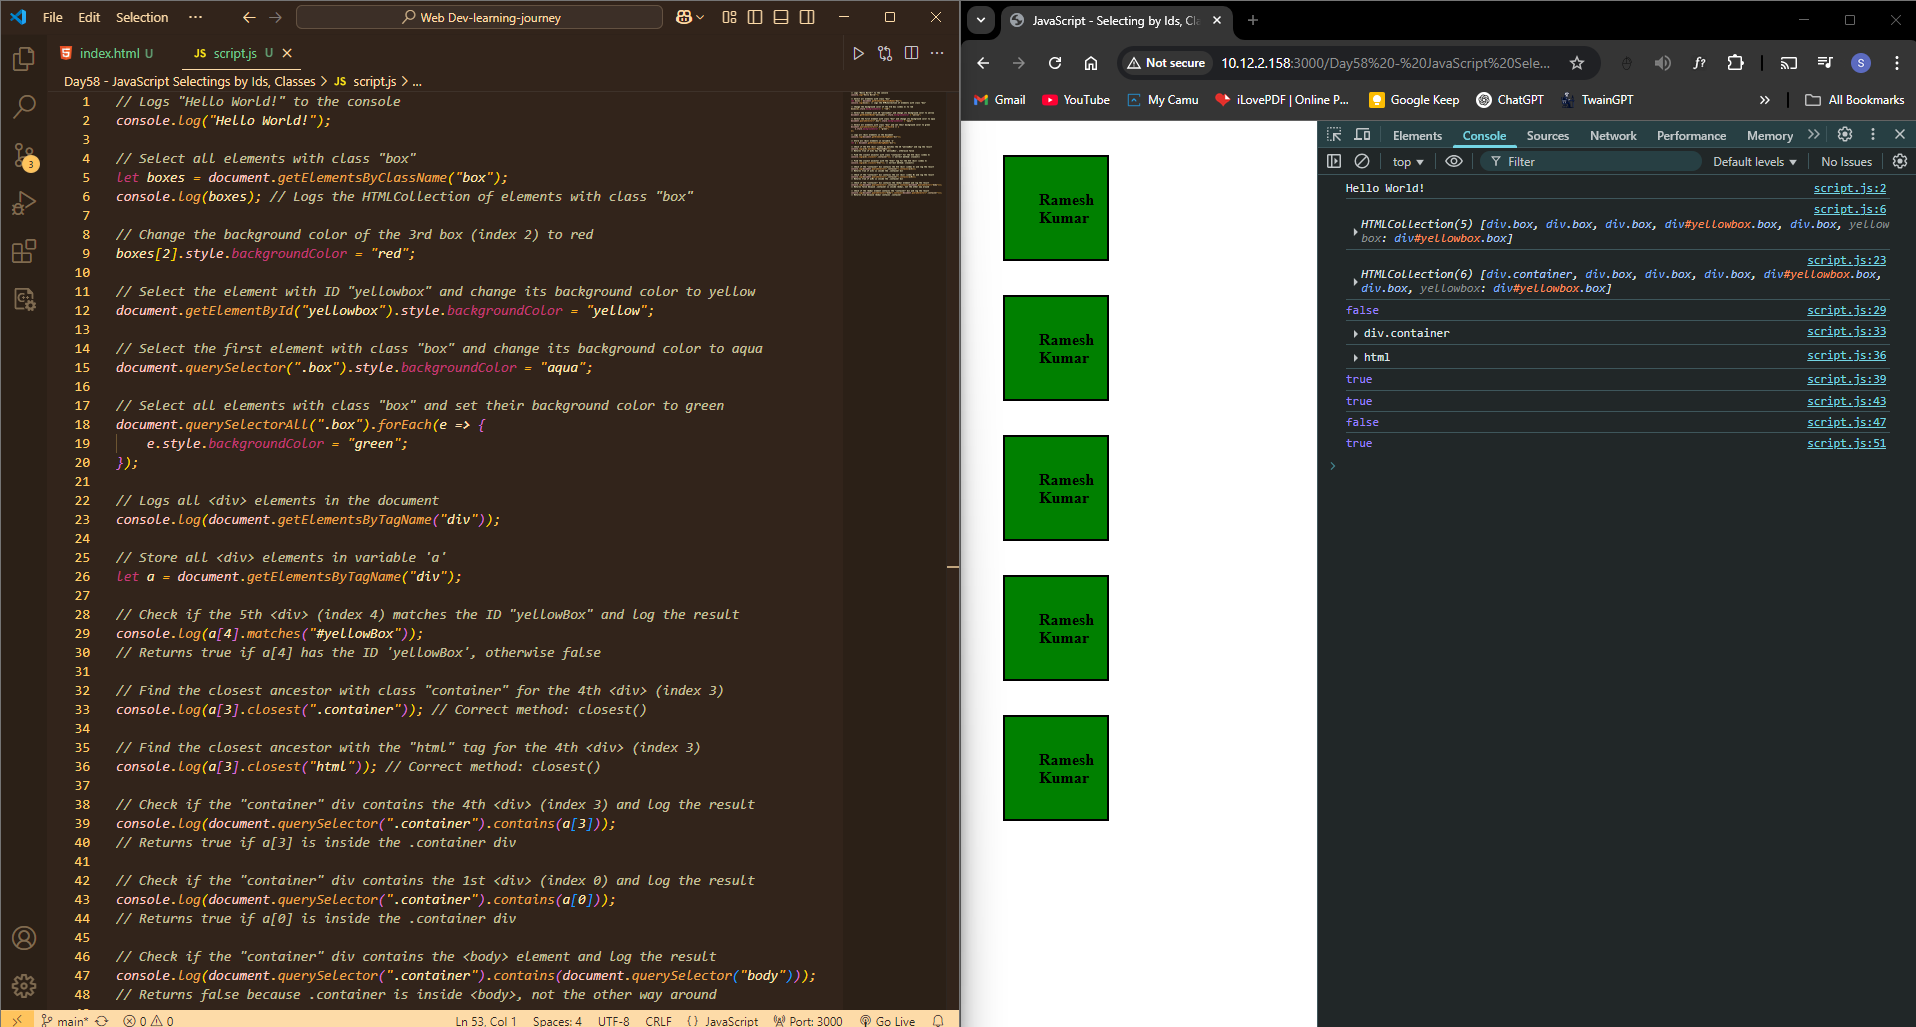 File Edit Selection ··· Web Dev-learning-journey
index.html U JS script.js U
Day58 - JavaScript Selectings by Ids, Classes > JS script.js > ...
1 // Logs "Hello World!" to the console
2 console.log("Hello World!");
3
4 // Select all elements with class "box"
5 let boxes = document.getElementsByClassName("box");
6 console.log(boxes); // Logs the HTMLCollection of elements with class "box"
7
8 // Change the background color of the 3rd box (index 2) to red
9 boxes[2].style.backgroundColor = "red";
10
11 // Select the element with ID "yellowbox" and change its background color to yellow
12 document.getElementById("yellowbox").style.backgroundColor = "yellow";
13
14 // Select the first element with class "box" and change its background color to aqua
15 document.querySelector(".box").style.backgroundColor = "aqua";
16
17 // Select all elements with class "box" and set their background color to green
18 document.querySelectorAll(".box").forEach(e => {
19 e.style.backgroundColor = "green";
20 });
21
22 // Logs all <div> elements in the document
23 console.log(document.getElementsByTagName("div"));
24
25 // Store all <div> elements in variable 'a'
26 let a = document.getElementsByTagName("div");
27
28 // Check if the 5th <div> (index 4) matches the ID "yellowBox" and log the result
29 console.log(a[4].matches("#yellowBox"));
30 // Returns true if a[4] has the ID 'yellowBox', otherwise false
31
32 // Find the closest ancestor with class "container" for the 4th <div> (index 3)
33 console.log(a[3].closest(".container")); // Correct method: closest()
34
35 // Find the closest ancestor with the "html" tag for the 4th <div> (index 3)
36 console.log(a[3].closest("html")); // Correct method: closest()
37
38 // Check if the "container" div contains the 4th <div> (index 3) and log the result
39 console.log(document.querySelector(".container").contains(a[3]));
40 // Returns true if a[3] is inside the .container div
41
42 // Check if the "container" div contains the 1st <div> (index 0) and log the result
43 console.log(document.querySelector(".container").contains(a[0]));
44 // Returns true if a[0] is inside the .container div
45
46 // Check if the "container" div contains the <body> element and log the result
47 console.log(document.querySelector(".container").contains(document.querySelector("body")));
48 // Returns false because .container is inside <body>, not the other way around
3
main* 0 0 Ln 53, Col 1 Spaces: 4 UTF-8 CRLF {} JavaScript Port: 3000 Go Live
JavaScript - Selecting by Ids, Cl
Not secure 10.12.2.158:3000/Day58%20-%20JavaScript%20Sele... f? S
Gmail YouTube My Camu iLovePDF | Online P... Google Keep ChatGPT TwainGPT » All Bookmarks
Ramesh
Kumar
Ramesh
Kumar
Ramesh
Kumar
Ramesh
Kumar
Ramesh
Kumar
Elements Console Sources Network Performance Memory »
top Filter Default levels No Issues
Hello World! script.js:2
script.js:6
HTMLCollection(5) [div.box, div.box, div.box, div#yellowbox.box, div.box, yellow
box: div#yellowbox.box]
script.js:23
HTMLCollection(6) [div.container, div.box, div.box, div.box, div#yellowbox.box,
div.box, yellowbox: div#yellowbox.box]
false script.js:29
div.container script.js:33
html script.js:36
true script.js:39
true script.js:43
false script.js:47
true script.js:51